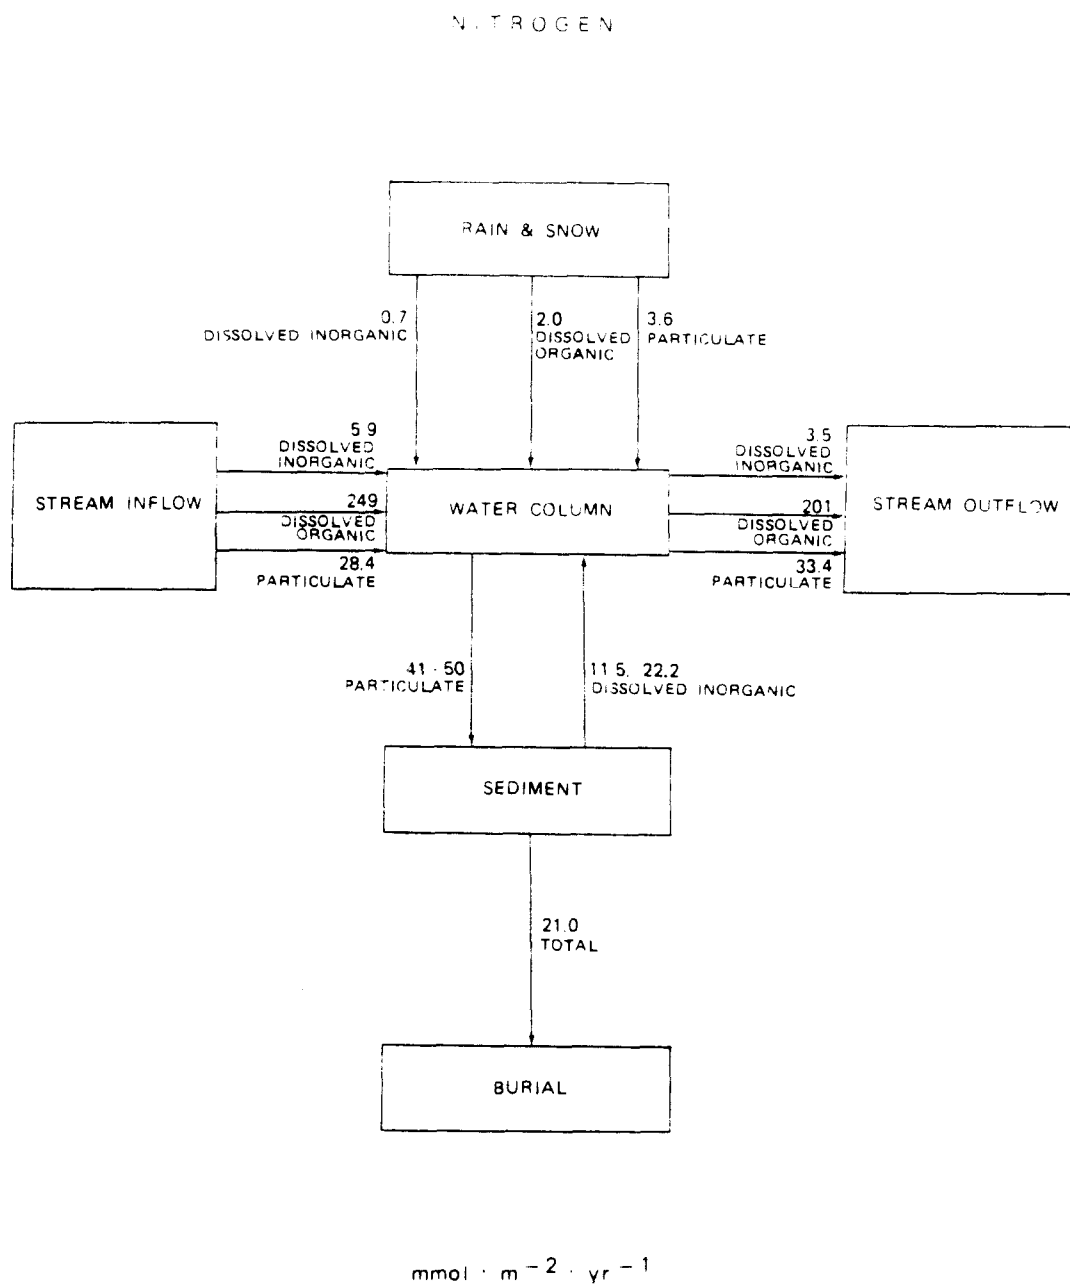 NITROGEN
RAIN & SNOW
0.7
DISSOLVED INORGANIC
2.0
DISSOLVED
ORGANIC
3.6
PARTICULATE
5.9
DISSOLVED
INORGANIC
3.5
DISSOLVED
INORGANIC
STREAM INFLOW
249
DISSOLVED
ORGANIC
WATER COLUMN
201
DISSOLVED
ORGANIC
STREAM OUTFLOW
28.4
PARTICULATE
33.4
PARTICULATE
41 - 50
PARTICULATE
11.5, 22.2
DISSOLVED INORGANIC
SEDIMENT
21.0
TOTAL
BURIAL
mmol · m⁻² · yr⁻¹